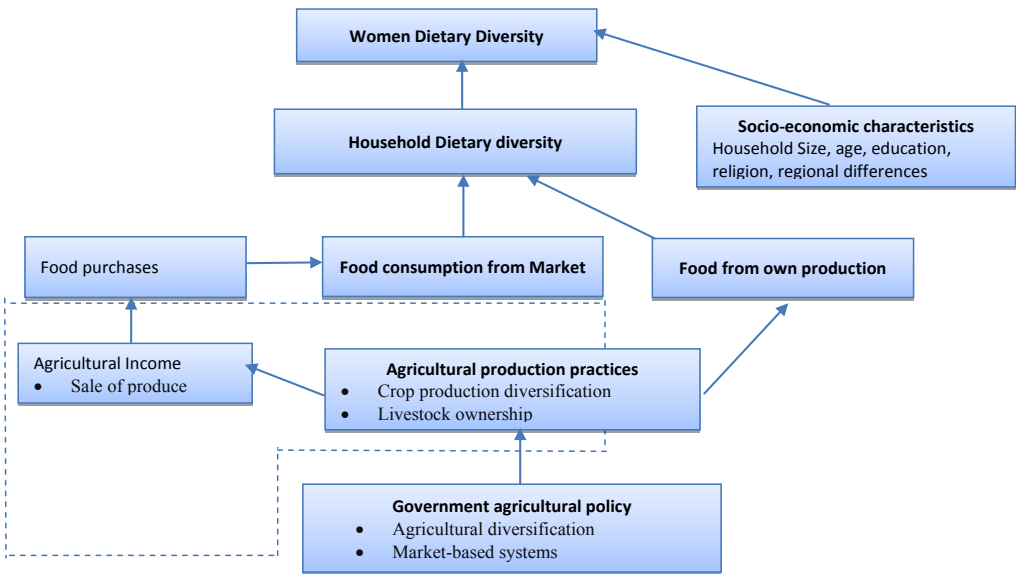 Women Dietary Diversity
Household Dietary diversity
Socio-economic characteristics
Household Size, age, education,
religion, regional differences
Food purchases
Food consumption from Market
Food from own production
Agricultural Income
• Sale of produce
Agricultural production practices
• Crop production diversification
• Livestock ownership
Government agricultural policy
• Agricultural diversification
• Market-based systems